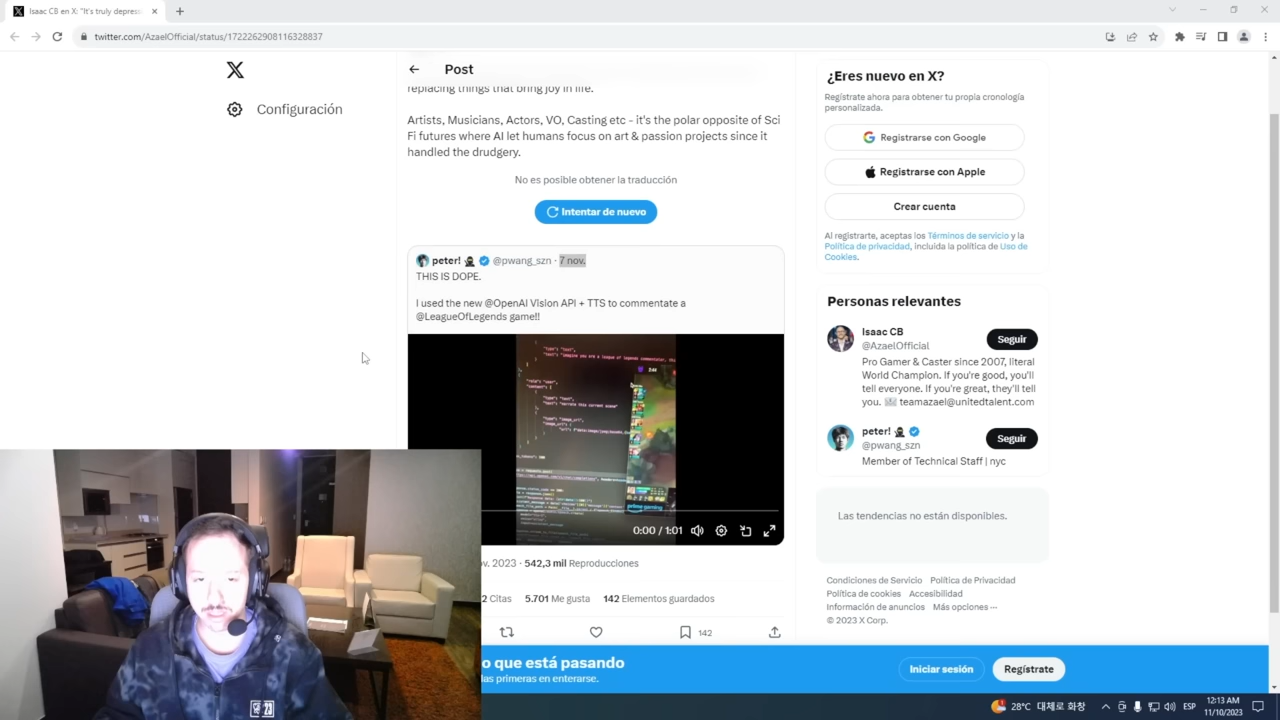 Isaac CB en X: "It's truly depres
twitter.com/AzaelOfficial/status/1722262908116328837
Configuración
Post
replacing things that bring joy in life.
Artists, Musicians, Actors, VO, Casting etc - it's the polar opposite of Sci
Fi futures where AI let humans focus on art & passion projects since it
handled the drudgery.
No es posible obtener la traducción
Intentar de nuevo
peter! @pwang_szn · 7 nov.
THIS IS DOPE.
I used the new @OpenAI Vision API + TTS to commentate a
@LeagueOfLegends game!!
0:00 / 1:01
v. 2023 · 542,3 mil Reproducciones
2 Citas 5.701 Me gusta 142 Elementos guardados
142
¿Eres nuevo en X?
Regístrate ahora para obtener tu propia cronología
personalizada.
Registrarse con Google
Registrarse con Apple
Crear cuenta
Al registrarte, aceptas los Términos de servicio y la
Política de privacidad, incluida la política de Uso de
Cookies.
Personas relevantes
Isaac CB
@AzaelOfficial
Seguir
Pro Gamer & Caster since 2007, literal
World Champion. If you're good, you'll
tell everyone. If you're great, they'll tell
you. teamazael@unitedtalent.com
peter!
@pwang_szn
Seguir
Member of Technical Staff | nyc
Las tendencias no están disponibles.
Condiciones de Servicio Política de Privacidad
Política de cookies Accesibilidad
Información de anuncios Más opciones ···
© 2023 X Corp.
o que está pasando
las primeras en enterarse.
Iniciar sesión
Regístrate
28°C 대체로 화창
ESP
12:13 AM
11/10/2023